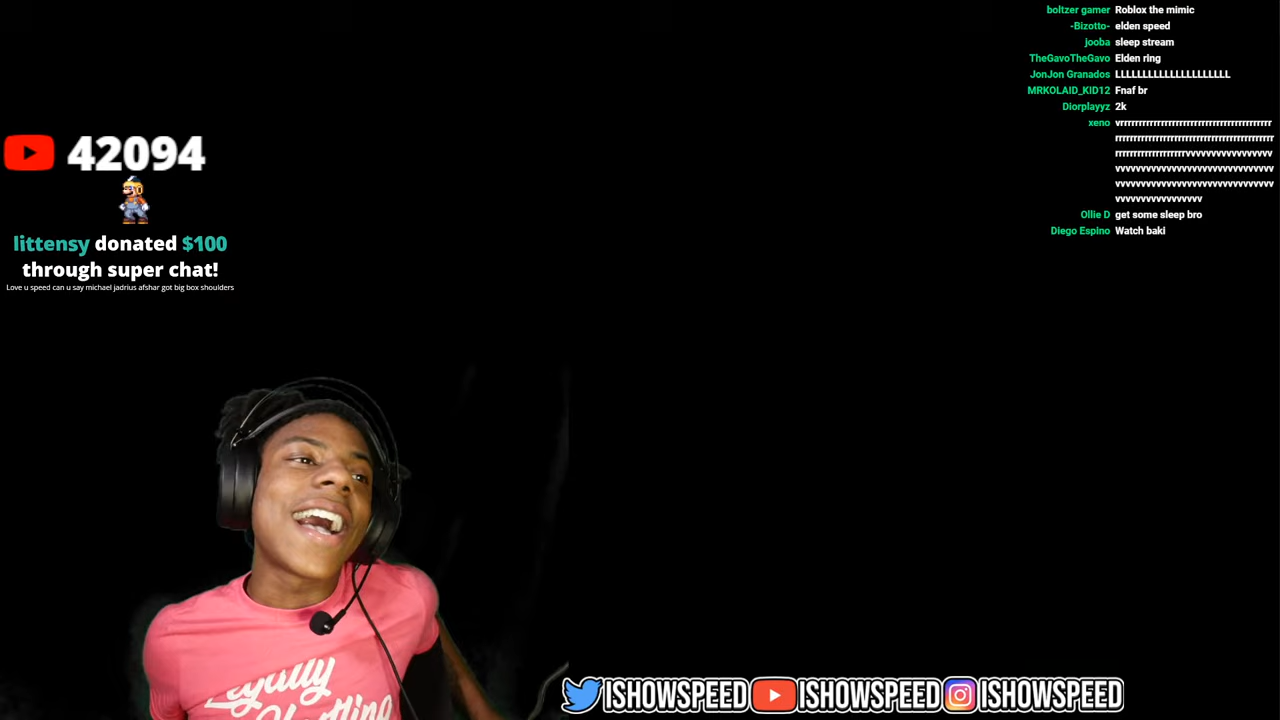 boltzer gamer Roblox the mimic
-Bizotto- elden speed
jooba sleep stream
TheGavoTheGavo Elden ring
JonJon Granados LLLLLLLLLLLLLLLLLLLLL
MRKOLAID_KID12 Fnaf br
Diorplayyz 2k
xeno
Ollie D get some sleep bro
Diego Espino Watch baki
42094
littensy donated $100
through super chat!
Love u speed can u say michael jadrius afshar got big box shoulders
ISHOWSPEED ISHOWSPEED ISHOWSPEED